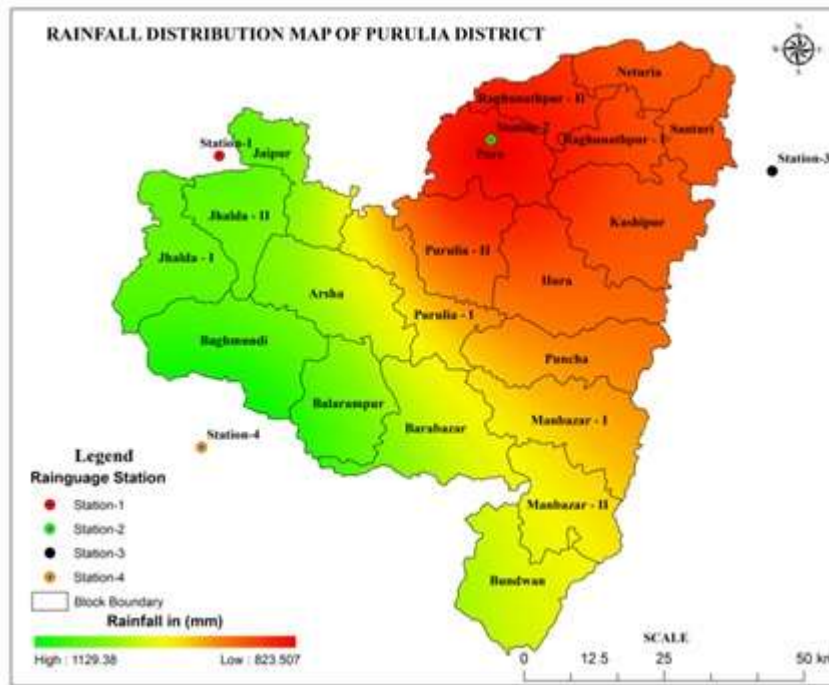 RAINFALL DISTRIBUTION MAP OF PURULIA DISTRICT
N
W
E
S
Neturia
Raghunathpur - II
Station-2
Station-1
Santuri
Raghunathpur - I
Jaipur
Para
Station-3
Jhalda - II
Kashipur
Purulia - II
Jhalda - I
Hura
Arsha
Purulia - I
Baghmundi
Puncha
Balarampur
Manbazar - I
Barabazar
Station-4
Legend
Rainguage Station
Station-1
Manbazar - II
Station-2
Station-3
Station-4
Bundwan
Block Boundary
Rainfall in (mm)
High : 1129.38
Low : 823.507
SCALE
0 12.5 25 50 km